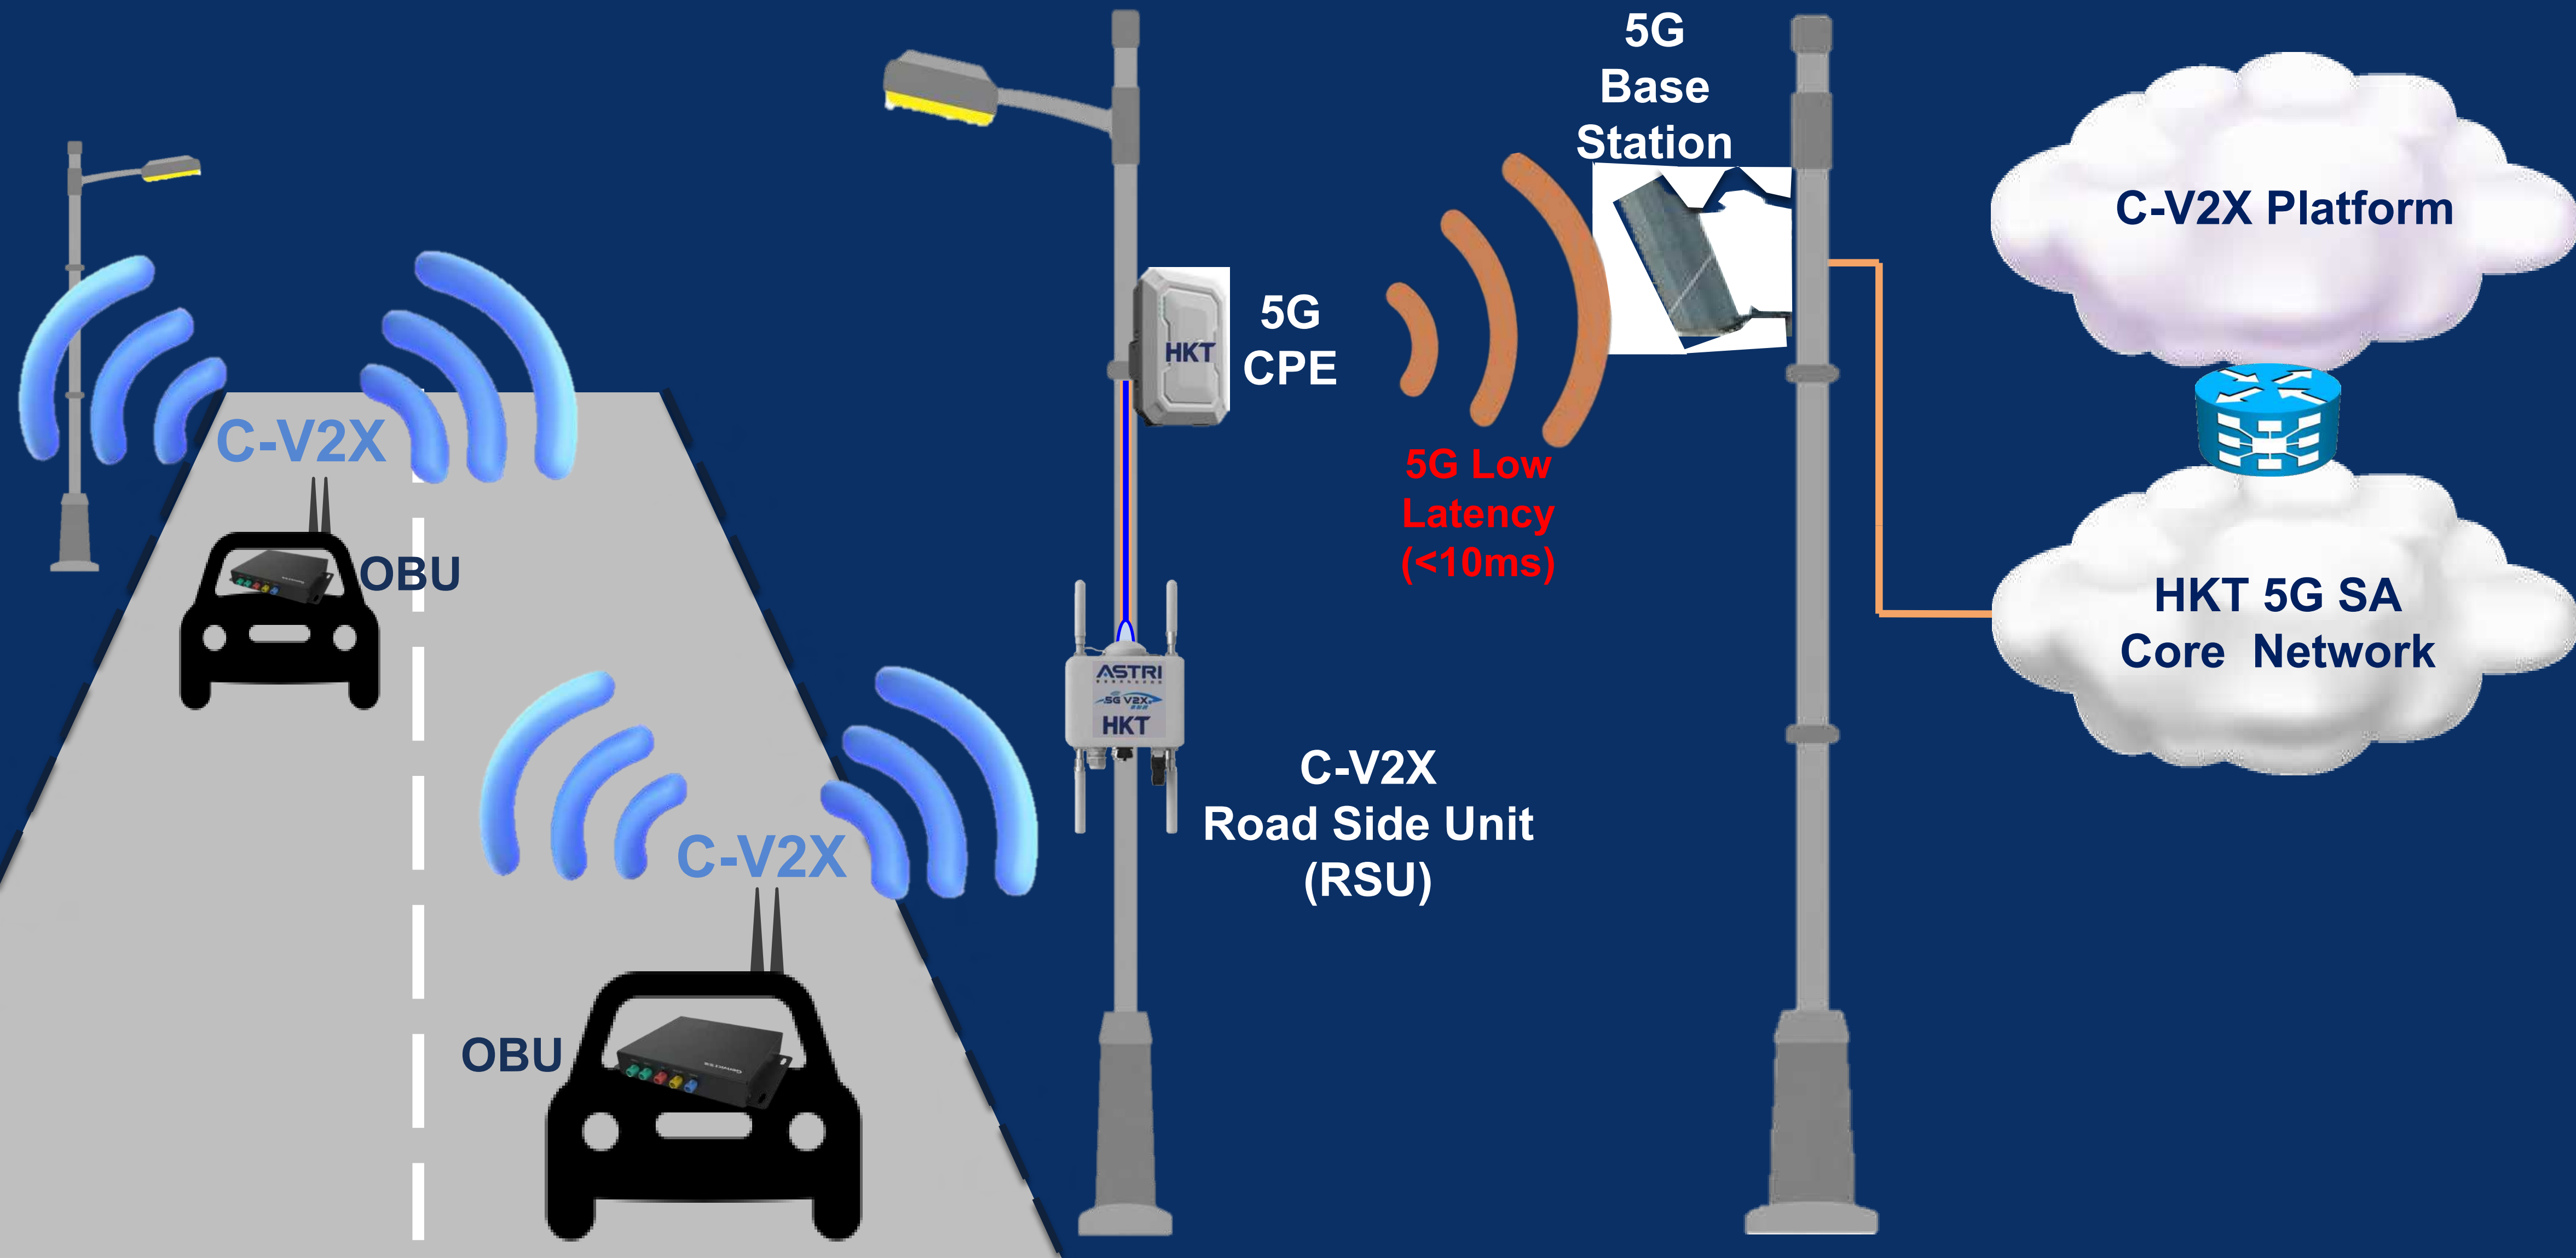 C-V2X
OBU
C-V2X
OBU
HKT
5G
CPE
ASTRI
5G V2X
HKT
C-V2X
Road Side Unit
(RSU)
5G
Base
Station
5G Low
Latency
(<10ms)
C-V2X Platform
HKT 5G SA
Core Network